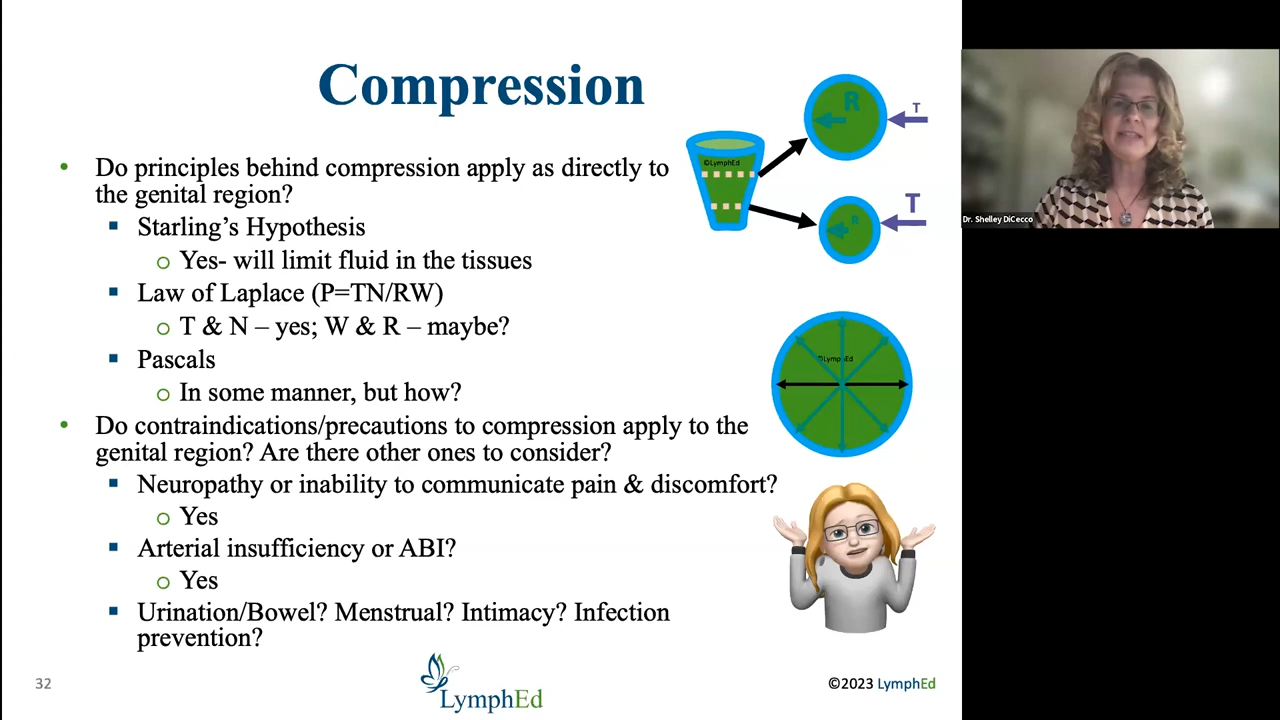 Compression
• Do principles behind compression apply as directly to
the genital region?
▪ Starling’s Hypothesis
o Yes- will limit fluid in the tissues
▪ Law of Laplace (P=TN/RW)
o T & N – yes; W & R – maybe?
▪ Pascals
o In some manner, but how?
• Do contraindications/precautions to compression apply to the
genital region? Are there other ones to consider?
▪ Neuropathy or inability to communicate pain & discomfort?
o Yes
▪ Arterial insufficiency or ABI?
o Yes
▪ Urination/Bowel? Menstrual? Intimacy? Infection
prevention?
©LymphEd
R
T
R
T
©LymphEd
32
LymphEd
©2023 LymphEd
Dr. Shelley DiCecco